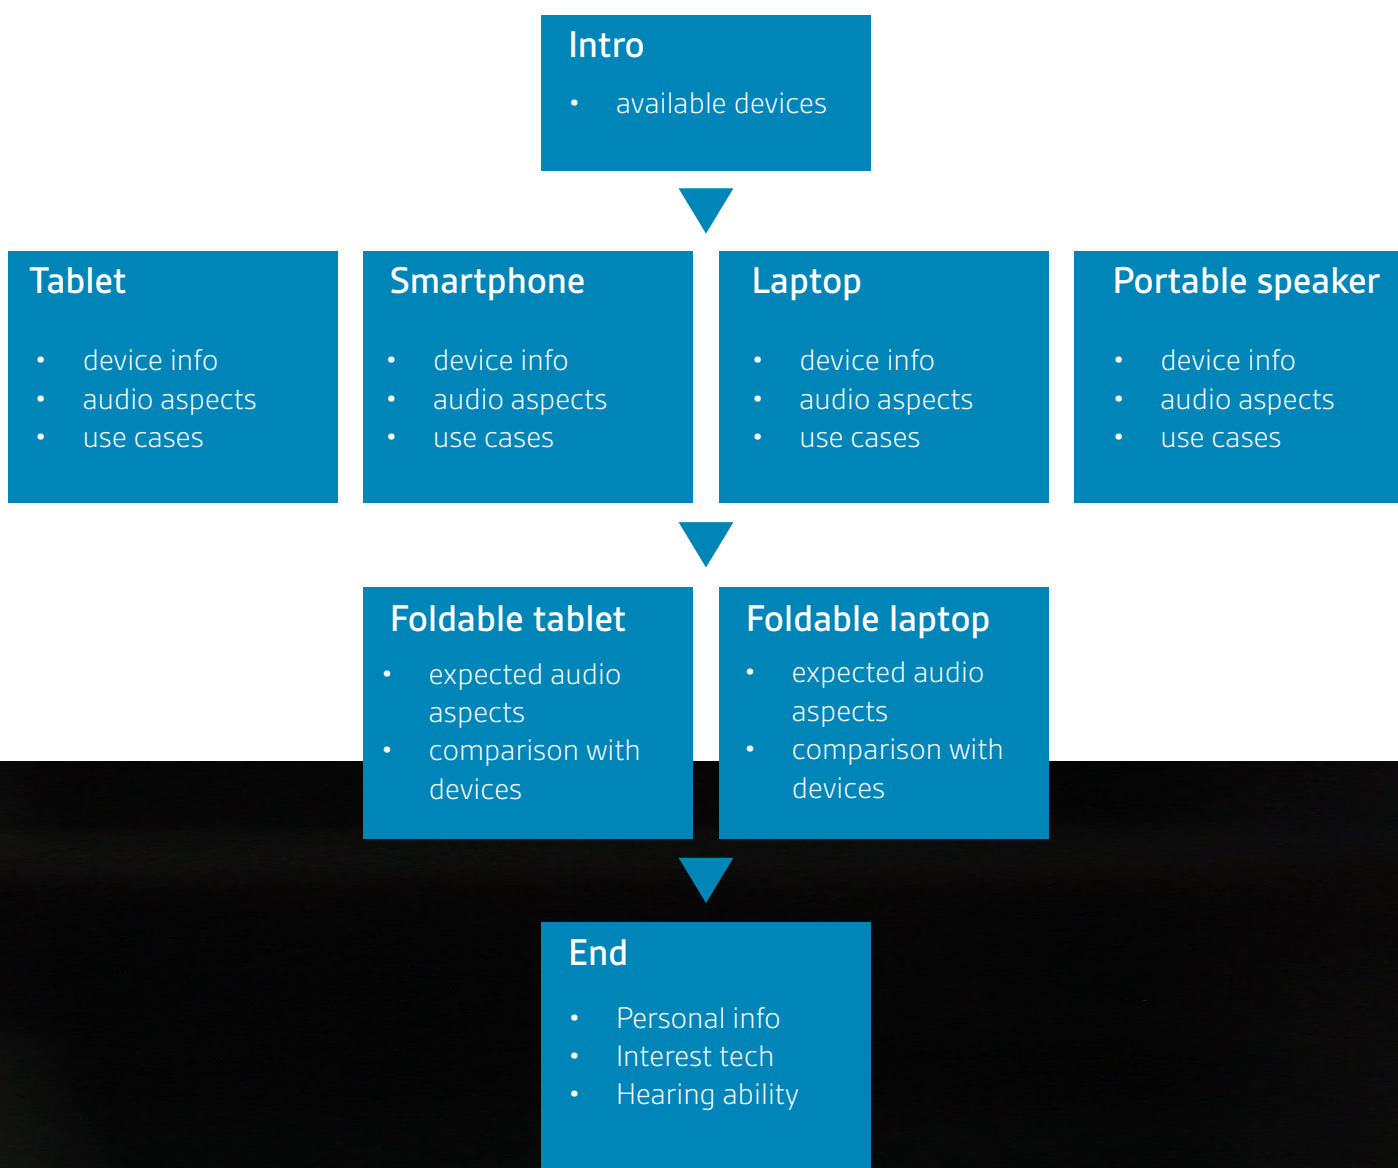 Intro
• available devices
Tablet
• device info
• audio aspects
• use cases
Smartphone
• device info
• audio aspects
• use cases
Laptop
• device info
• audio aspects
• use cases
Portable speaker
• device info
• audio aspects
• use cases
Foldable tablet
• expected audio
aspects
• comparison with
devices
Foldable laptop
• expected audio
aspects
• comparison with
devices
End
• Personal info
• Interest tech
• Hearing ability